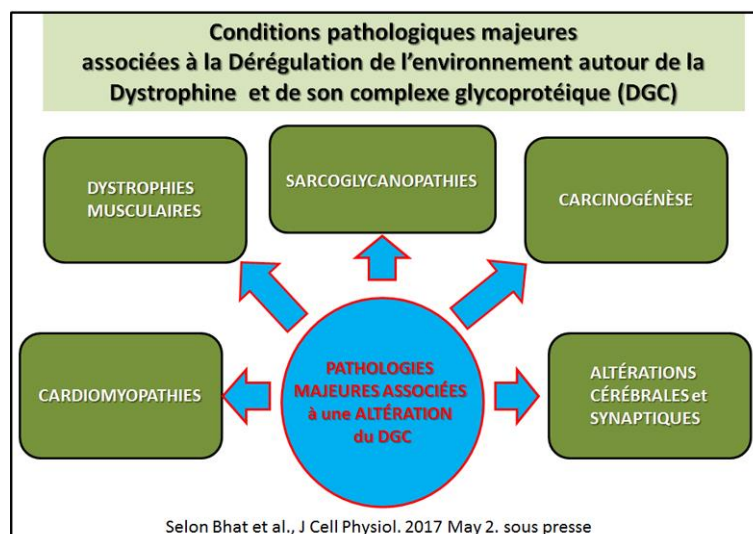 Conditions pathologiques majeures
associées à la Dérégulation de l'environnement autour de la
Dystrophine et de son complexe glycoprotéique (DGC)
DYSTROPHIES
MUSCULAIRES
SARCOGLYCANOPATHIES
CARCINOGÉNÈSE
CARDIOMYOPATHIES
PATHOLOGIES
MAJEURES ASSOCIÉES
à une ALTÉRATION
du DGC
ALTÉRATIONS
CÉRÉBRALES et
SYNAPTIQUES
Selon Bhat et al., J Cell Physiol. 2017 May 2. sous presse